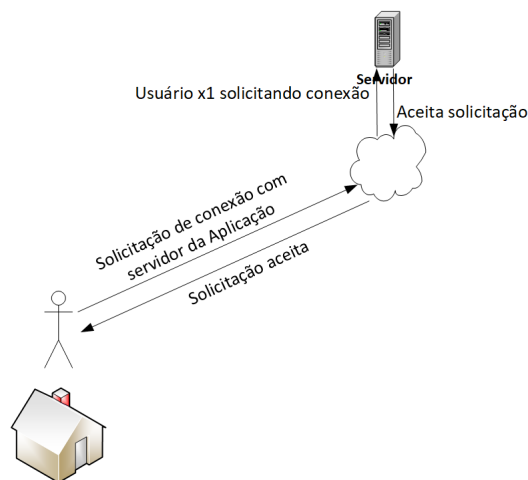 Servidor
Usuário x1 solicitando conexão
Aceita solicitação
Solicitação de conexão com
servidor da Aplicação
Solicitação aceita